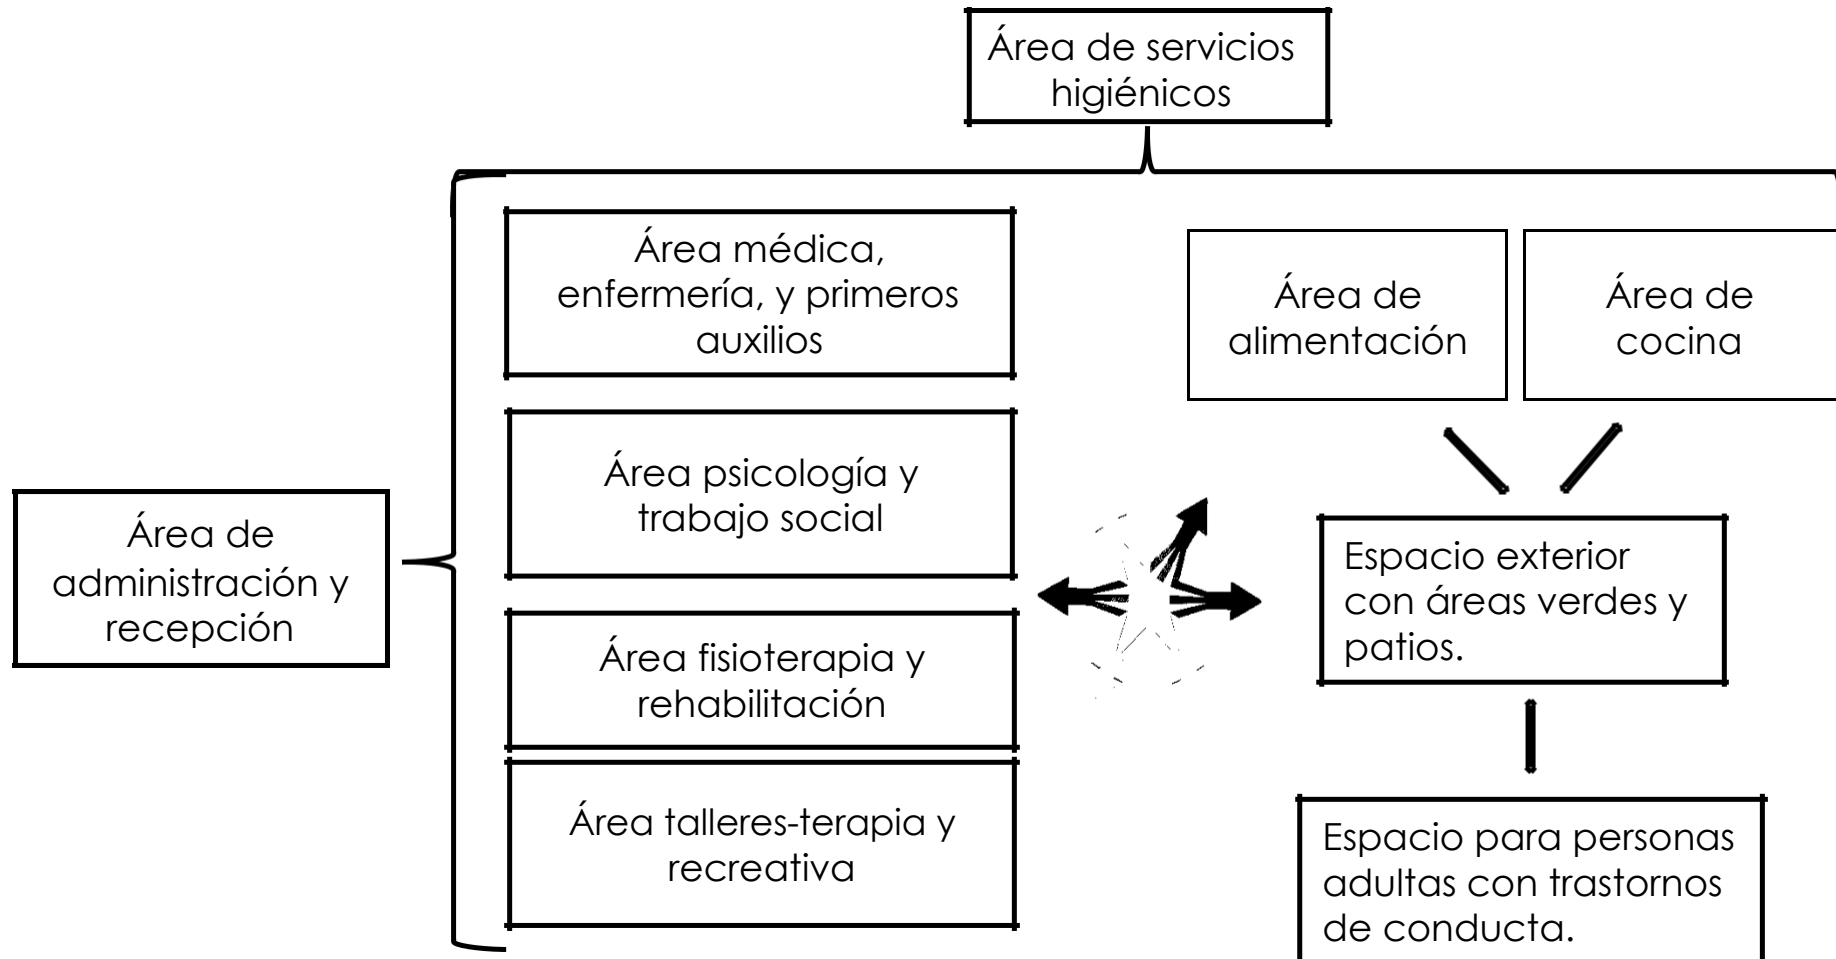 Área de servicios
higiénicos
Área médica,
enfermería, y primeros
auxilios
Área de
alimentación
Área de
cocina
Área psicología y
trabajo social
Área de
administración y
recepción
Espacio exterior
con áreas verdes y
patios.
Área fisioterapia y
rehabilitación
Área talleres-terapia y
recreativa
Espacio para personas
adultas con trastornos
de conducta.